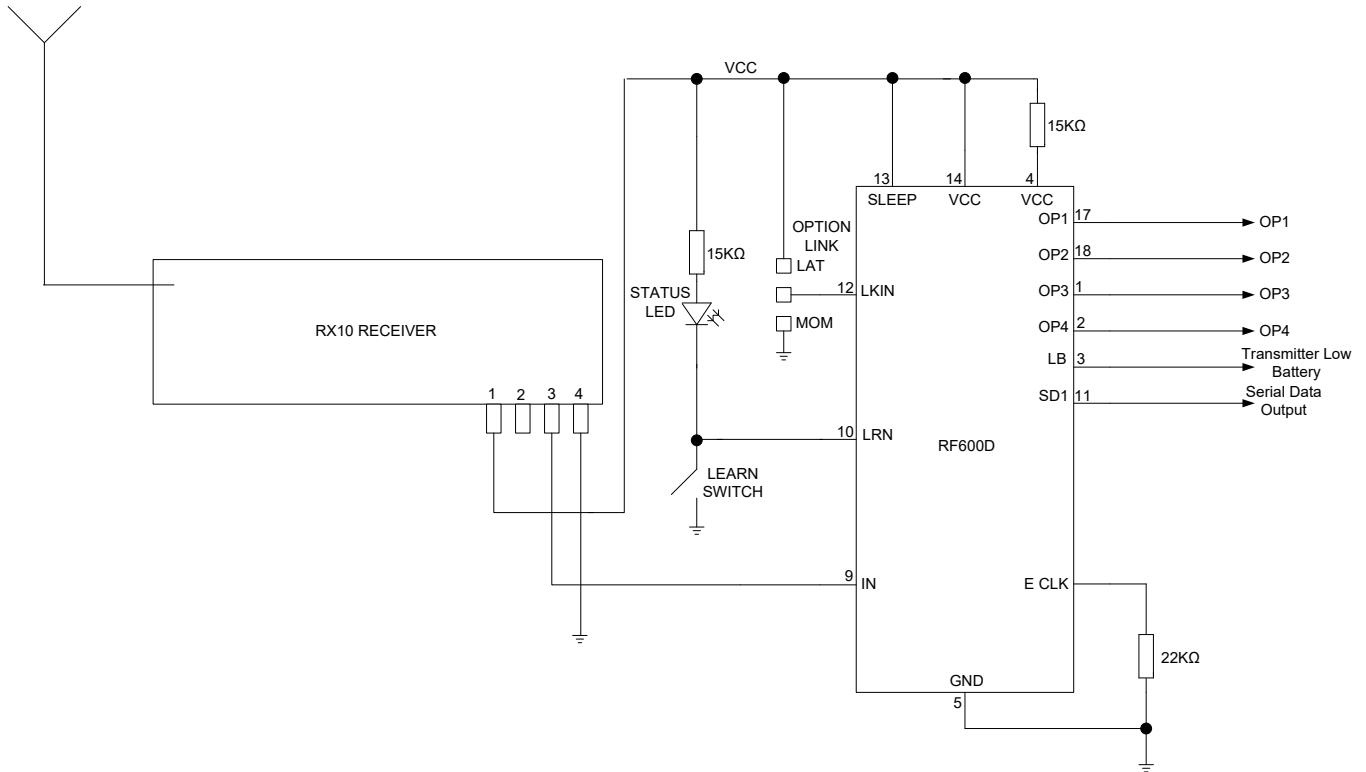 VCC
15KΩ
13
14
4
SLEEP
VCC
VCC
OP1
17
OP1
OPTION
LINK
LAT
15KΩ
OP2
18
OP2
STATUS
LED
12
LKIN
OP3
1
OP3
MOM
OP4
2
OP4
RX10 RECEIVER
LB
3
Transmitter Low
Battery
1
2
3
4
SD1
11
Serial Data
Output
10
LRN
RF600D
LEARN
SWITCH
9
IN
E CLK
22KΩ
GND
5